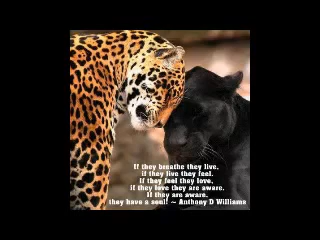 If they breathe they live,
if they live they feel.
If they feel they love,
if they love they are aware.
If they are aware,
they have a soul! ~ Anthony D Williams